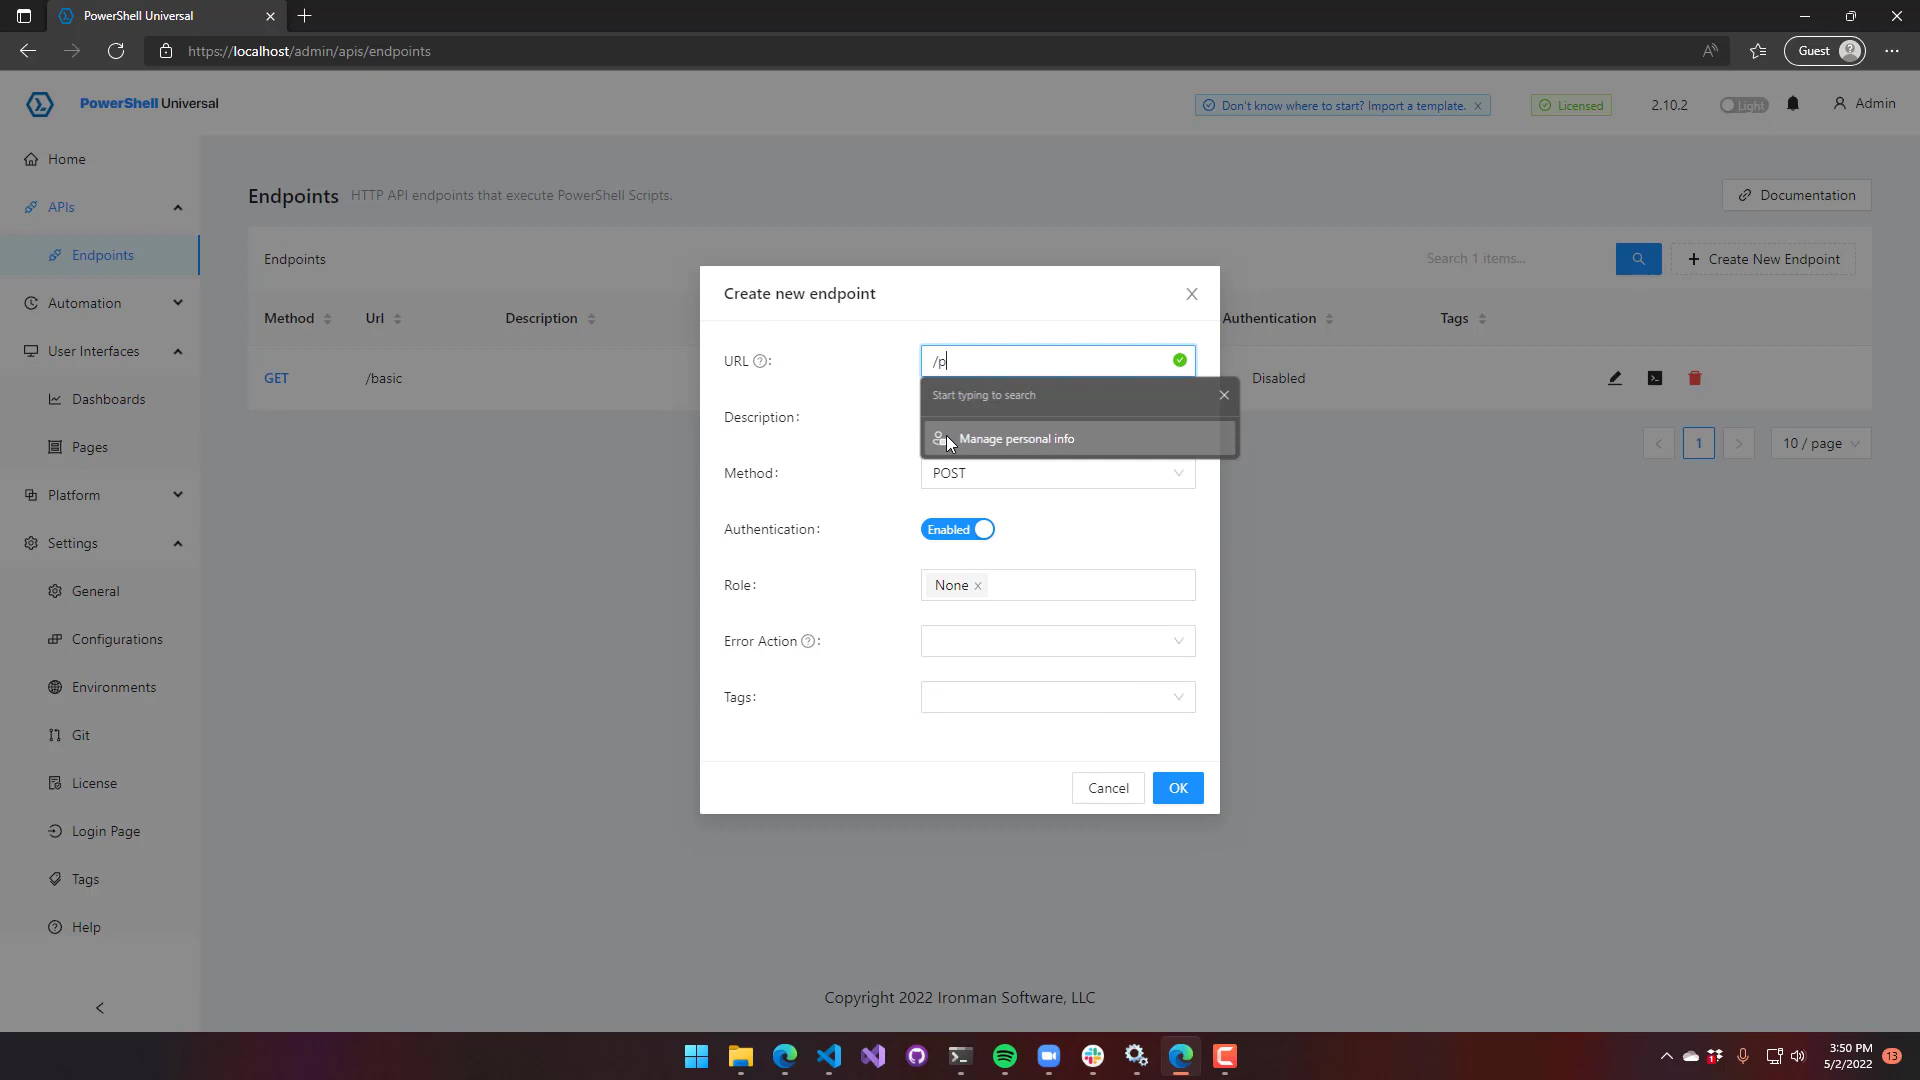 PowerShell Universal
https://localhost/admin/apis/endpoints
Guest
PowerShell Universal
Don't know where to start? Import a template.
Licensed
2.10.2
Light
Admin
Home
APIs
Endpoints
Automation
User Interfaces
Dashboards
Pages
Platform
Settings
General
Configurations
Environments
Git
License
Login Page
Tags
Help
Endpoints HTTP API endpoints that execute PowerShell Scripts.
Documentation
Endpoints
Search 1 items...
Create New Endpoint
Method Url Description Authentication Tags
GET /basic Disabled
1
10 / page
Create new endpoint
URL :
/p
Start typing to search
Manage personal info
Description:
Method:
POST
Authentication:
Enabled
Role:
None
Error Action :
Tags:
Cancel
OK
Copyright 2022 Ironman Software, LLC
3:50 PM
5/2/2022
13